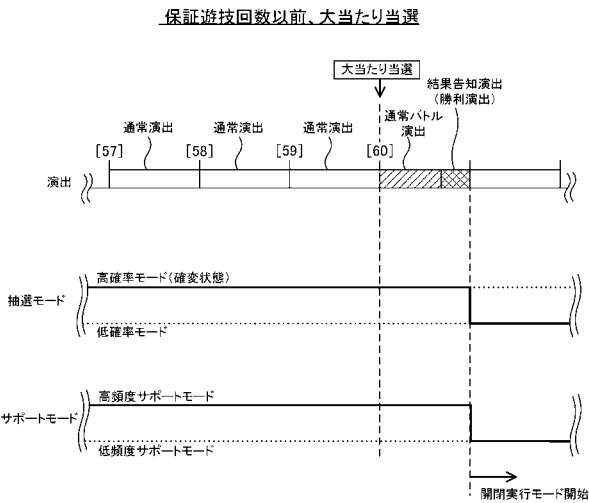 保証遊技回数以前、大当たり当選
大当たり当選
結果告知演出
(勝利演出)
通常演出
通常演出
通常演出
通常バトル
演出
[57]
[58]
[59]
[60]
演出
高確率モード(確変状態)
抽選モード
低確率モード
高頻度サポートモード
サポートモード
低頻度サポートモード
開閉実行モード開始